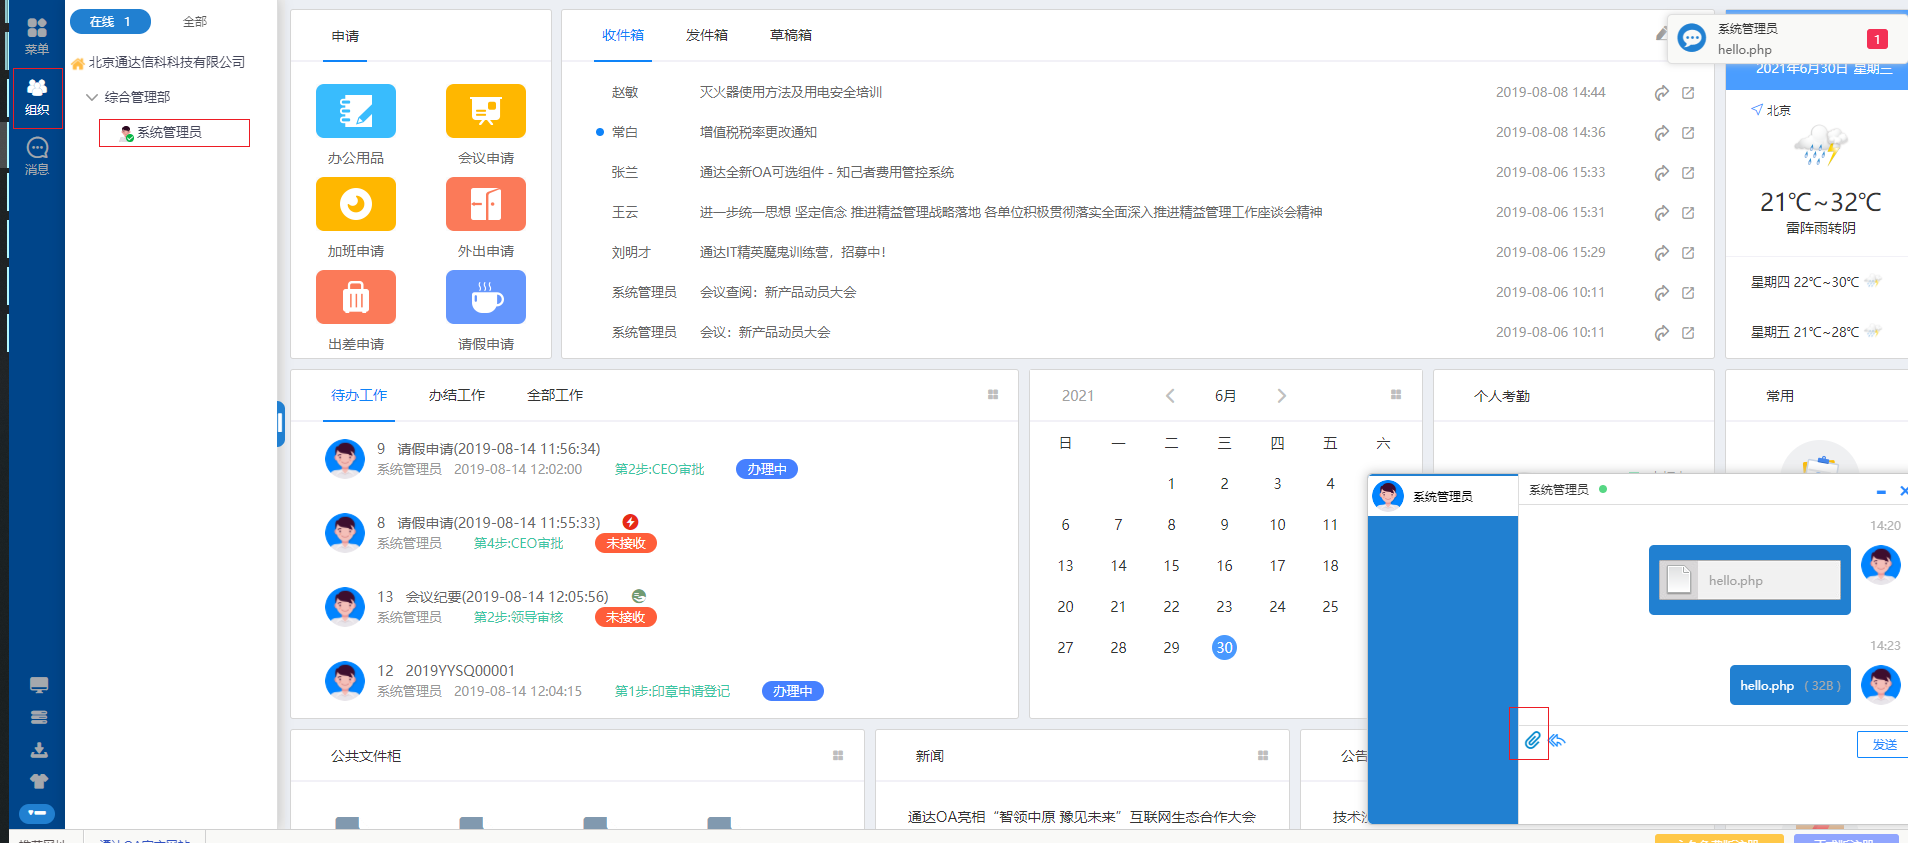 菜单
组织
消息
在线 1
全部
北京通达信科科技有限公司
综合管理部
系统管理员
申请
办公用品
会议申请
加班申请
外出申请
出差申请
请假申请
收件箱 发件箱 草稿箱
赵敏 灭火器使用方法及用电安全培训 2019-08-08 14:44
常白 增值税税率更改通知 2019-08-08 14:36
张兰 通达全新OA可选组件 - 知己者费用管控系统 2019-08-06 15:33
王云 进一步统一思想 坚定信念 推进精益管理战略落地 各单位积极贯彻落实全面深入推进精益管理工作座谈会精神 2019-08-06 15:31
刘明才 通达IT精英魔鬼训练营，招募中！ 2019-08-06 15:29
系统管理员 会议查阅：新产品动员大会 2019-08-06 10:11
系统管理员 会议：新产品动员大会 2019-08-06 10:11
系统管理员
hello.php
1
2021年6月30日 星期三
北京
21℃~32℃
雷阵雨转阴
星期四 22℃~30℃
星期五 21℃~28℃
待办工作 办结工作 全部工作
9 请假申请(2019-08-14 11:56:34)
系统管理员 2019-08-14 12:02:00 第2步:CEO审批 办理中
8 请假申请(2019-08-14 11:55:33)
系统管理员 第4步:CEO审批 未接收
13 会议纪要(2019-08-14 12:05:56)
系统管理员 第2步:领导审核 未接收
12 2019YYSQ00001
系统管理员 2019-08-14 12:04:15 第1步:印章申请登记 办理中
2021 6月
日 一 二 三 四 五 六
1 2 3 4
6 7 8 9 10 11
13 14 15 16 17 18
20 21 22 23 24 25
27 28 29 30
个人考勤
常用
系统管理员
系统管理员
14:20
hello.php
14:23
hello.php (32B)
发送
公共文件柜
新闻
通达OA亮相“智领中原 豫见未来”互联网生态合作大会
公告
技术